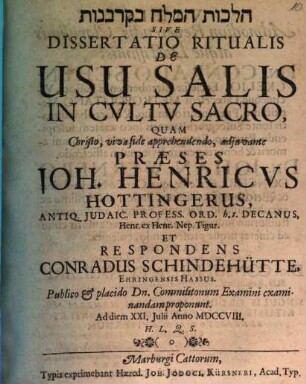 הלכות המלח בקרבנות
SIVE
DISSERTATIO RITUALIS
De
USU SALIS
IN CVLTV SACRO,
QUAM
Christo, viva fide apprehendendo, adjuvante
PRÆSES
JOH. HENRICVS
HOTTINGERUS,
ANTIQ. JUDAIC. PROFESS. ORD. h.t. DECANUS,
Henr. ex Henr. Nep. Tigur.
ET
RESPONDENS
CONRADUS SCHINDEHÜTTE,
EHRINGENSIS HASSUS.
Publico & placido Dn. Commilitonum Examini exami-
nandam proponunt.
Ad diem XXI, Julii Anno MDCCVIII.
H. L, Q. S.
Marburgi Cattorum,
Typis exprimebant Hæred. JOH. JODOCI, KÜRSNERI, Acad, Typ.